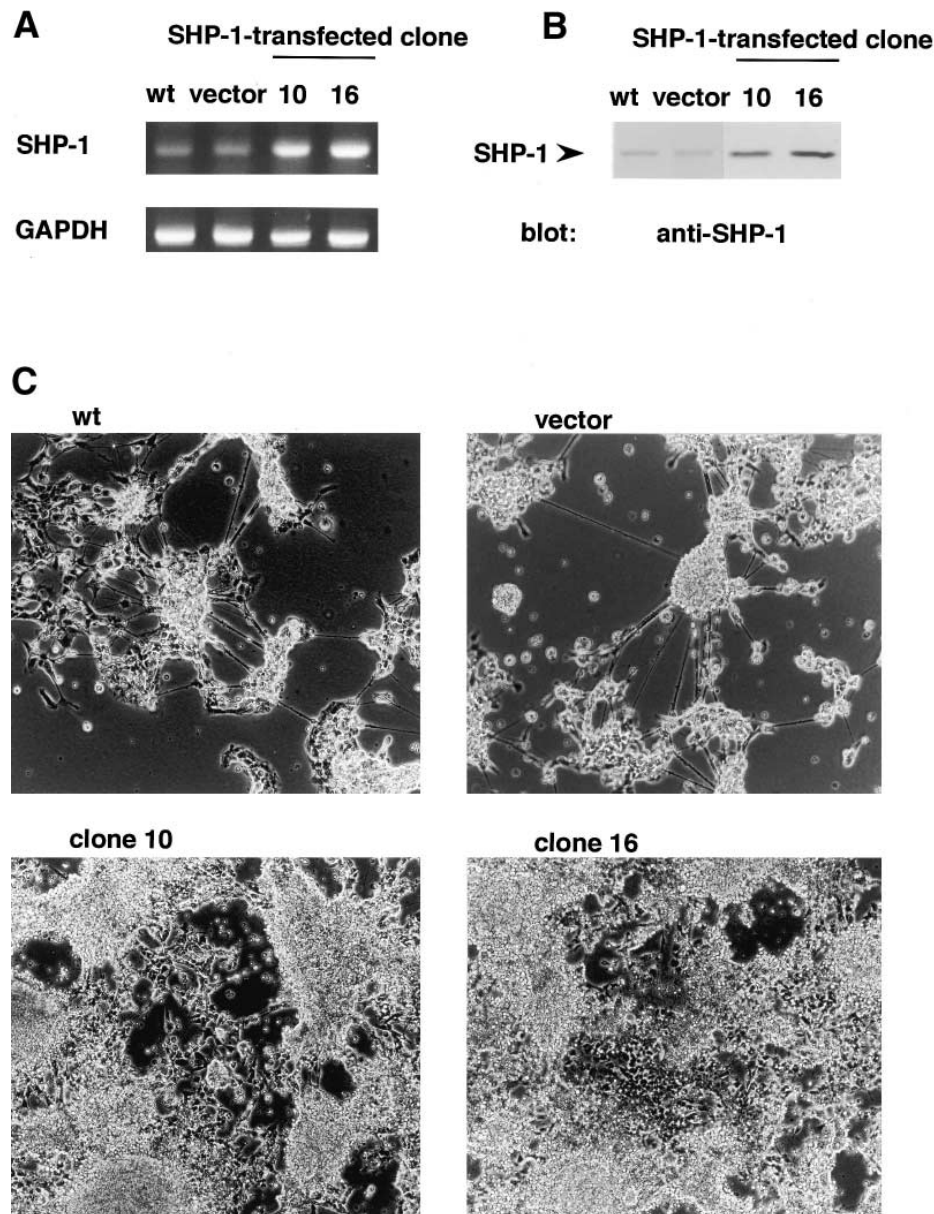 A
SHP-1-transfected clone
wt vector 10 16
SHP-1
GAPDH
B
SHP-1-transfected clone
wt vector 10 16
SHP-1
blot: anti-SHP-1
C
wt
vector
clone 10
clone 16